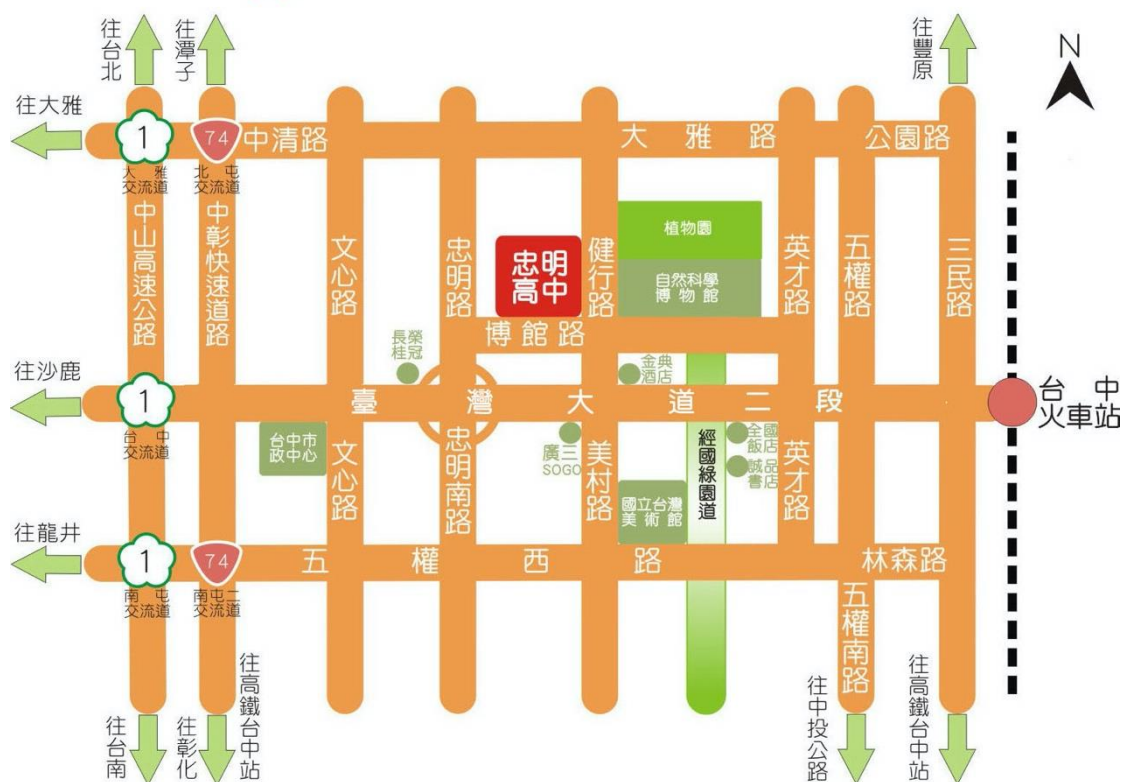 往台北
往潭子
往豐原
N
往大雅
1
74
中清路
大雅路
公園路
大雅
交流道
北屯
交流道
中山高速公路
中彰快速道路
文心路
忠明路
忠明
高中
健行路
植物園
自然科學
博物館
英才路
五權路
三民路
博館路
長榮
桂冠
金典
酒店
往沙鹿
1
臺灣大道二段
台中
火車站
台中
交流道
台中市
政中心
文心路
忠明南路
廣三
SOGO
美村路
國立台灣
美術館
經國綠園道
全國
飯店
誠品
書店
英才路
往龍井
1
74
五權西路
林森路
南屯
交流道
南屯二
交流道
五權南路
往台南
往彰化
往高鐵台中站
往中投公路
往高鐵台中站